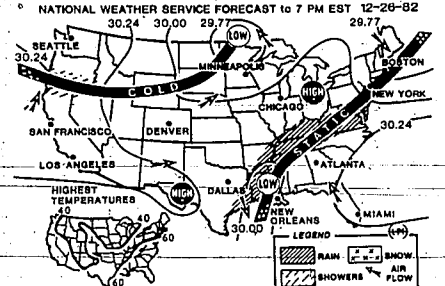 NATIONAL WEATHER SERVICE FORECAST to 7 PM EST 12-26-82
30.24 30.00 29.77 29.77
SEATTLE
LOW
30.24
MINNEAPOLIS
BOSTON
COLD
HIGH
NEW YORK
CHICAGO
SAN FRANCISCO
DENVER
STATIC
30.24
LOS ANGELES
ATLANTA
HIGHEST
TEMPERATURES
HIGH
DALLAS
LOW
40
40
NEW
ORLEANS
MIAMI
30.00
60
LEGEND
UPI
RAIN
SNOW
SHOWERS
AIR
FLOW
60